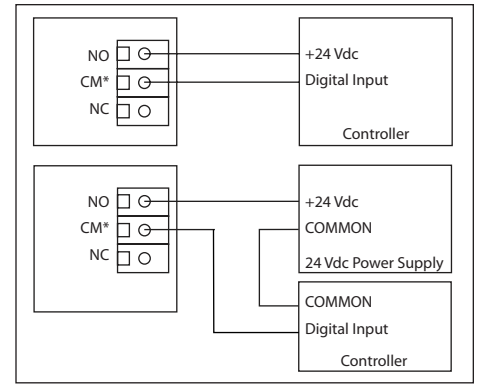 NO
+24 Vdc
CM*
Digital Input
NC
Controller
NO
+24 Vdc
CM*
COMMON
NC
24 Vdc Power Supply
COMMON
Digital Input
Controller